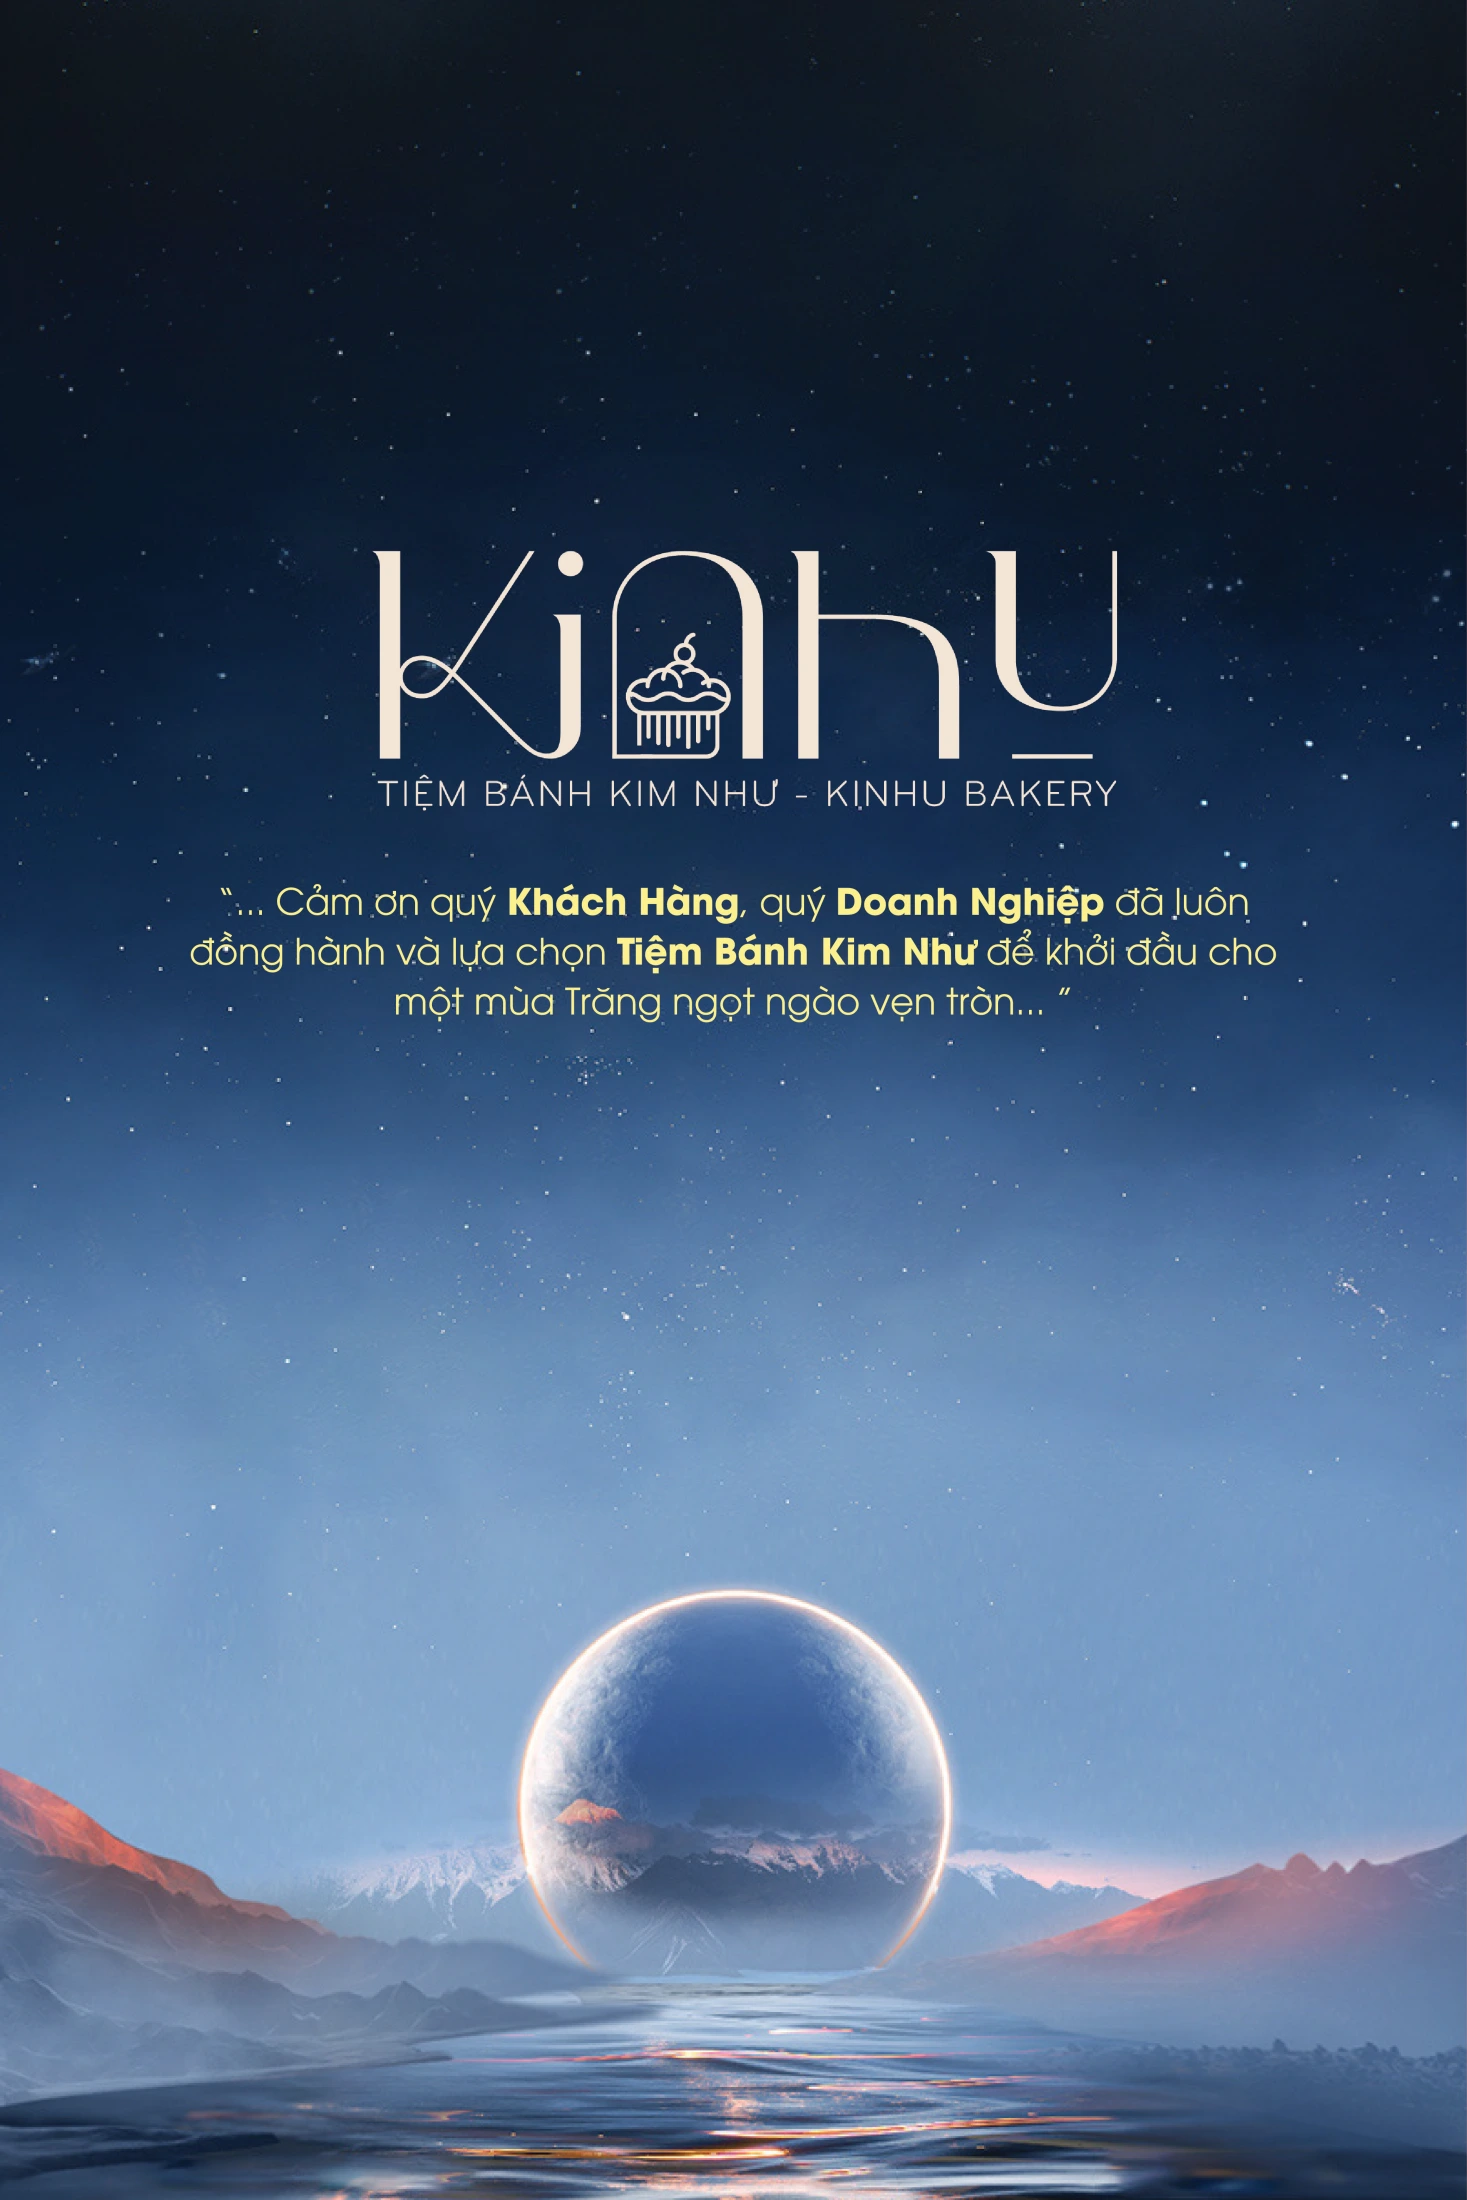 Kinhu
TIỆM BÁNH KIM NHƯ - KINHU BAKERY
“... Cảm ơn quý Khách Hàng, quý Doanh Nghiệp đã luôn
đồng hành và lựa chọn Tiệm Bánh Kim Như để khởi đầu cho
một mùa Trăng ngọt ngào vẹn tròn... “